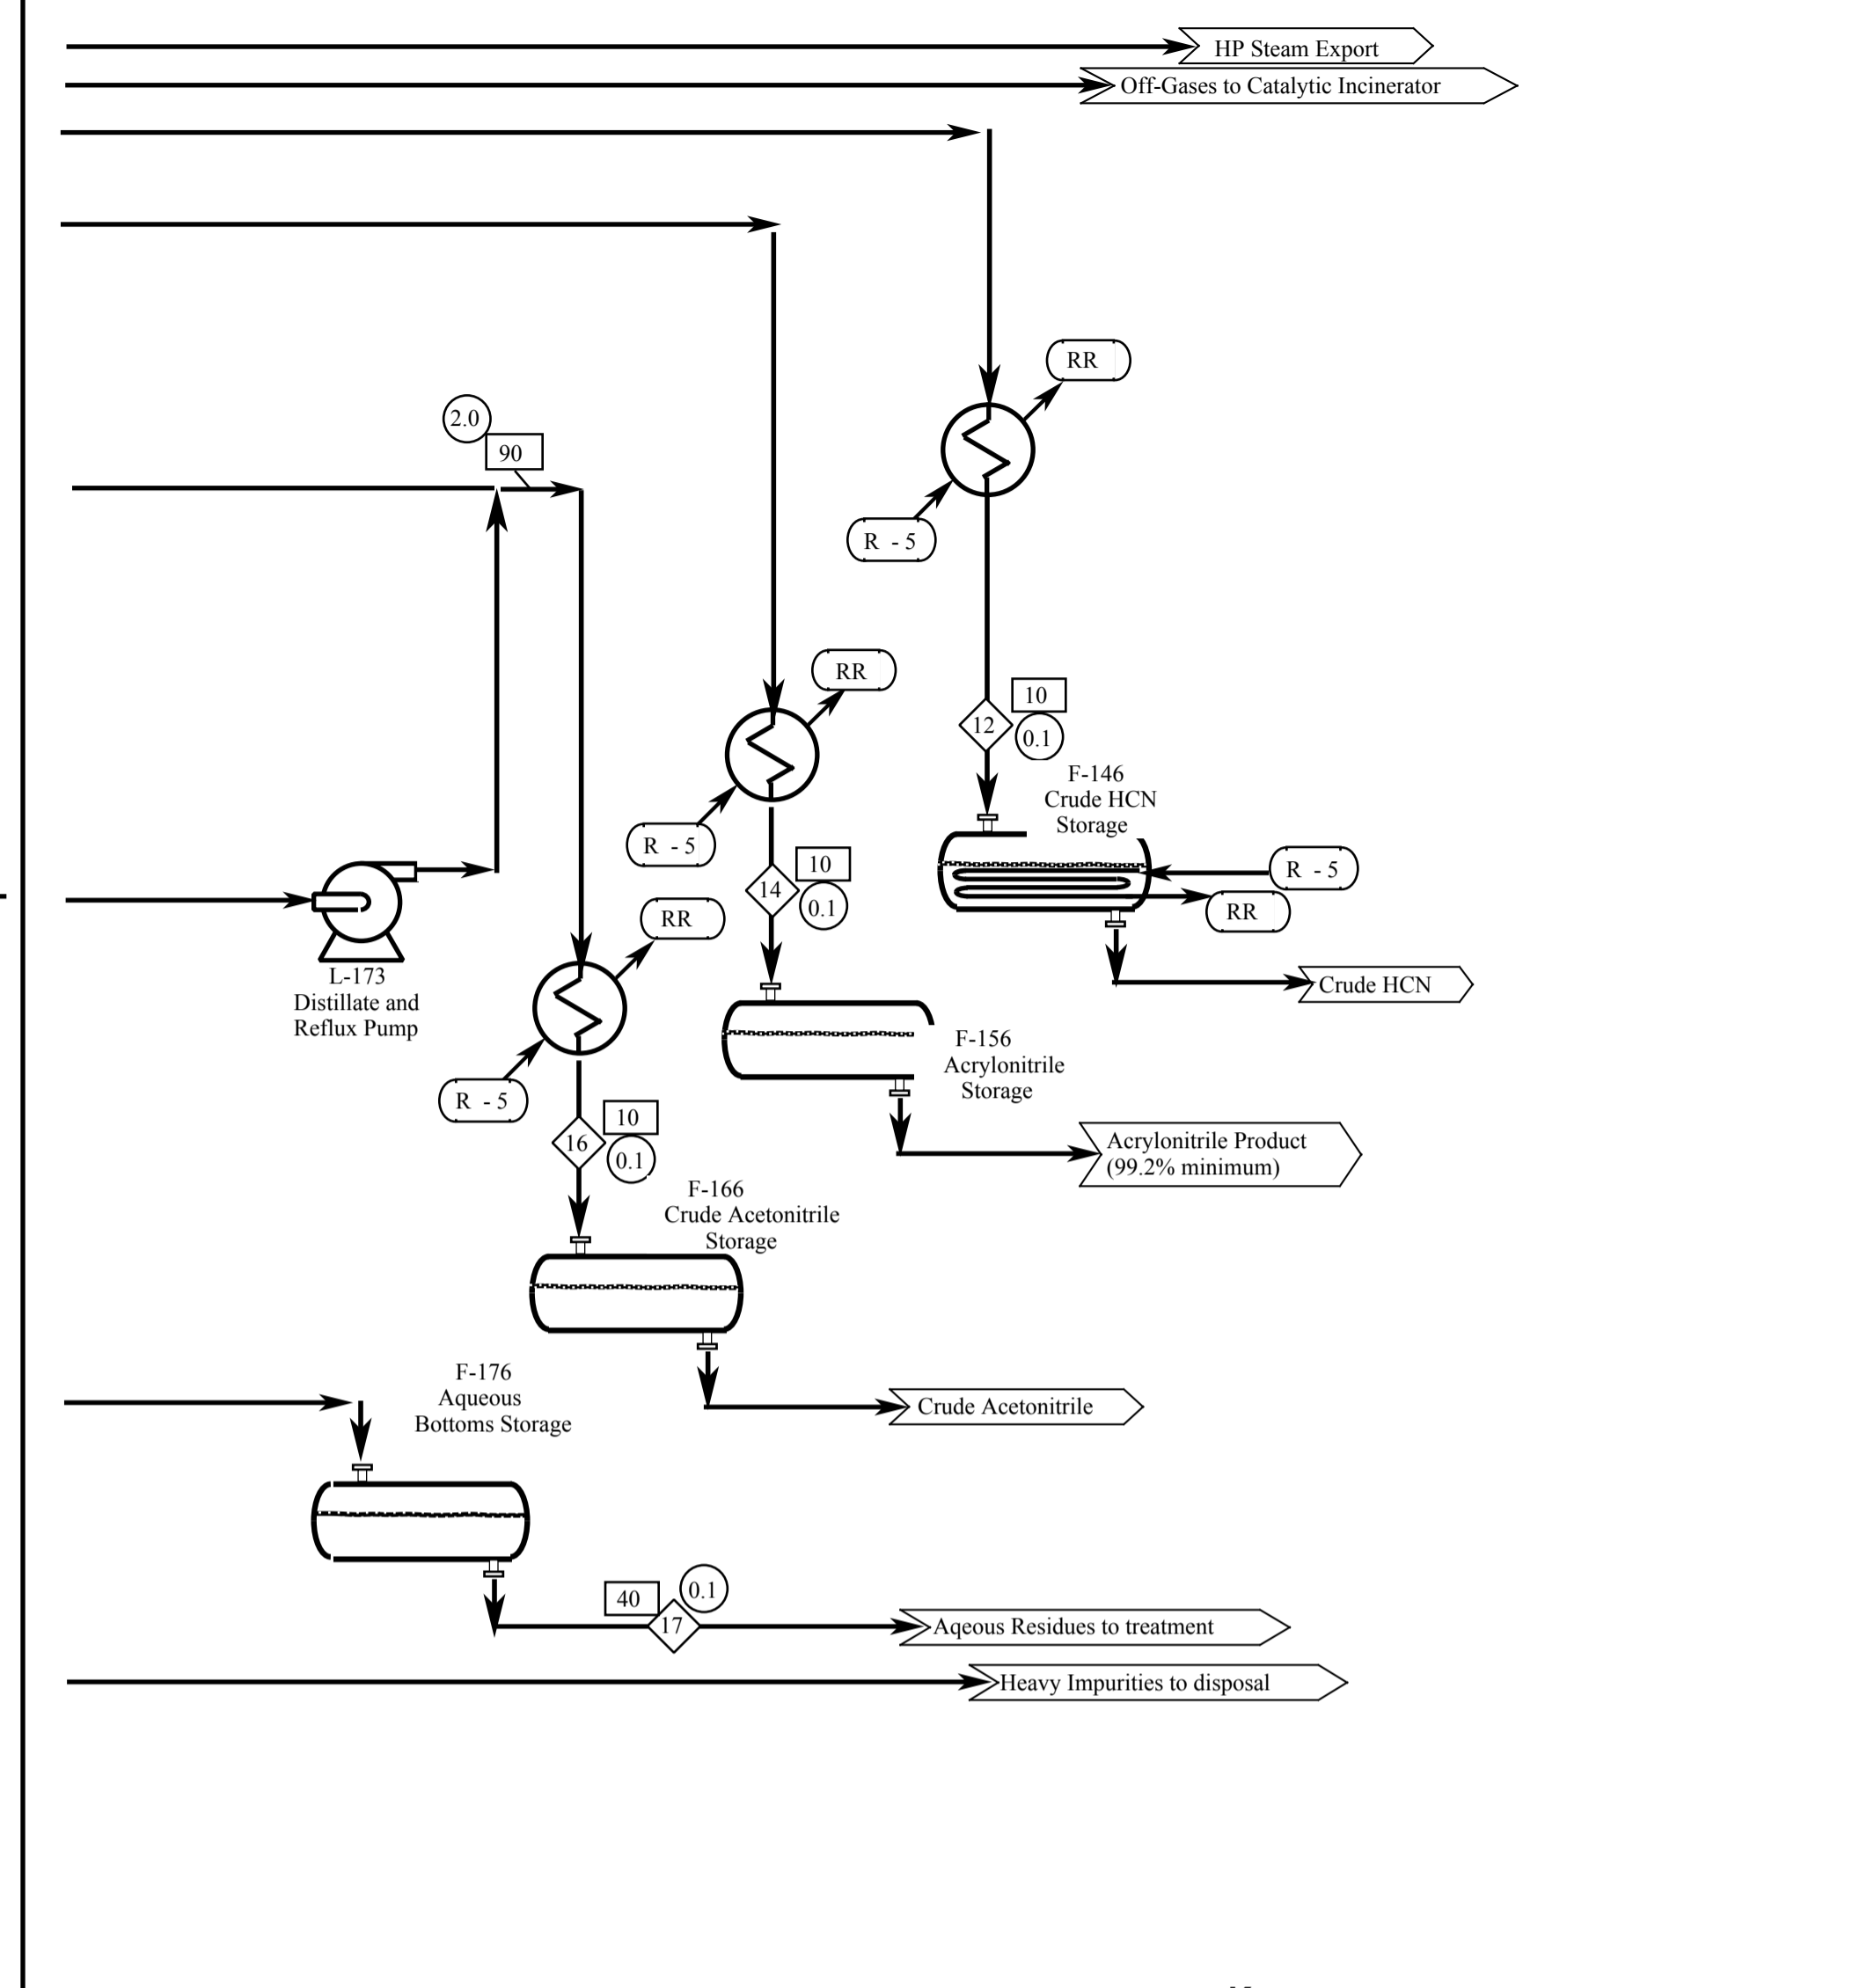 HP Steam Export
Off-Gases to Catalytic Incinerator
RR
2.0
90
R - 5
RR
10
12
0.1
F-146
Crude HCN
Storage
R - 5
10
14
0.1
R - 5
RR
RR
Crude HCN
L-173
Distillate and
Reflux Pump
F-156
Acrylonitrile
Storage
R - 5
10
16
0.1
Acrylonitrile Product
(99.2% minimum)
F-166
Crude Acetonitrile
Storage
F-176
Aqueous
Bottoms Storage
Crude Acetonitrile
40
0.1
17
Aqeous Residues to treatment
Heavy Impurities to disposal